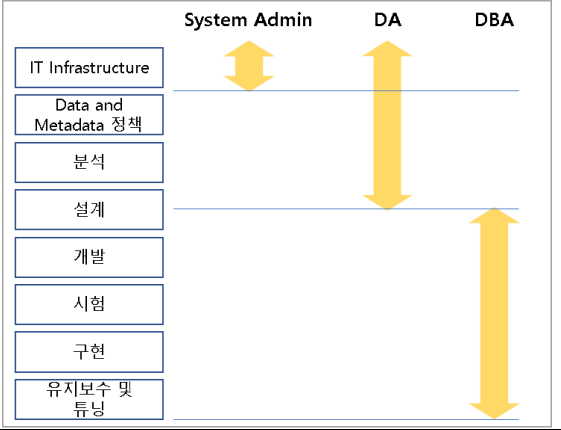 System Admin DA DBA
IT Infrastructure
Data and
Metadata 정책
분석
설계
개발
시험
구현
유지보수 및
튜닝